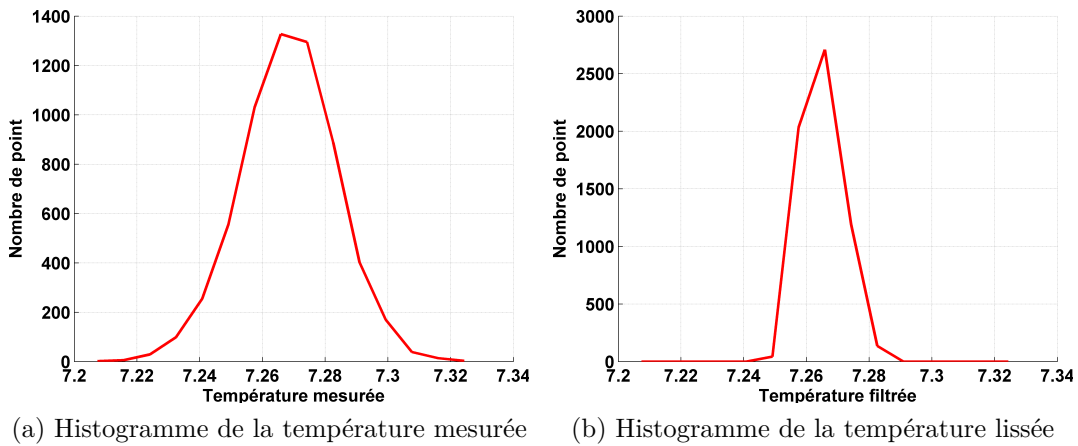 1400
1200
1000
800
600
400
200
0
Nombre de point
7.2 7.22 7.24 7.26 7.28 7.3 7.32 7.34
Température mesurée
(a) Histogramme de la température mesurée
3000
2500
2000
1500
1000
500
0
Nombre de point
7.2 7.22 7.24 7.26 7.28 7.3 7.32 7.34
Température filtrée
(b) Histogramme de la température lissée